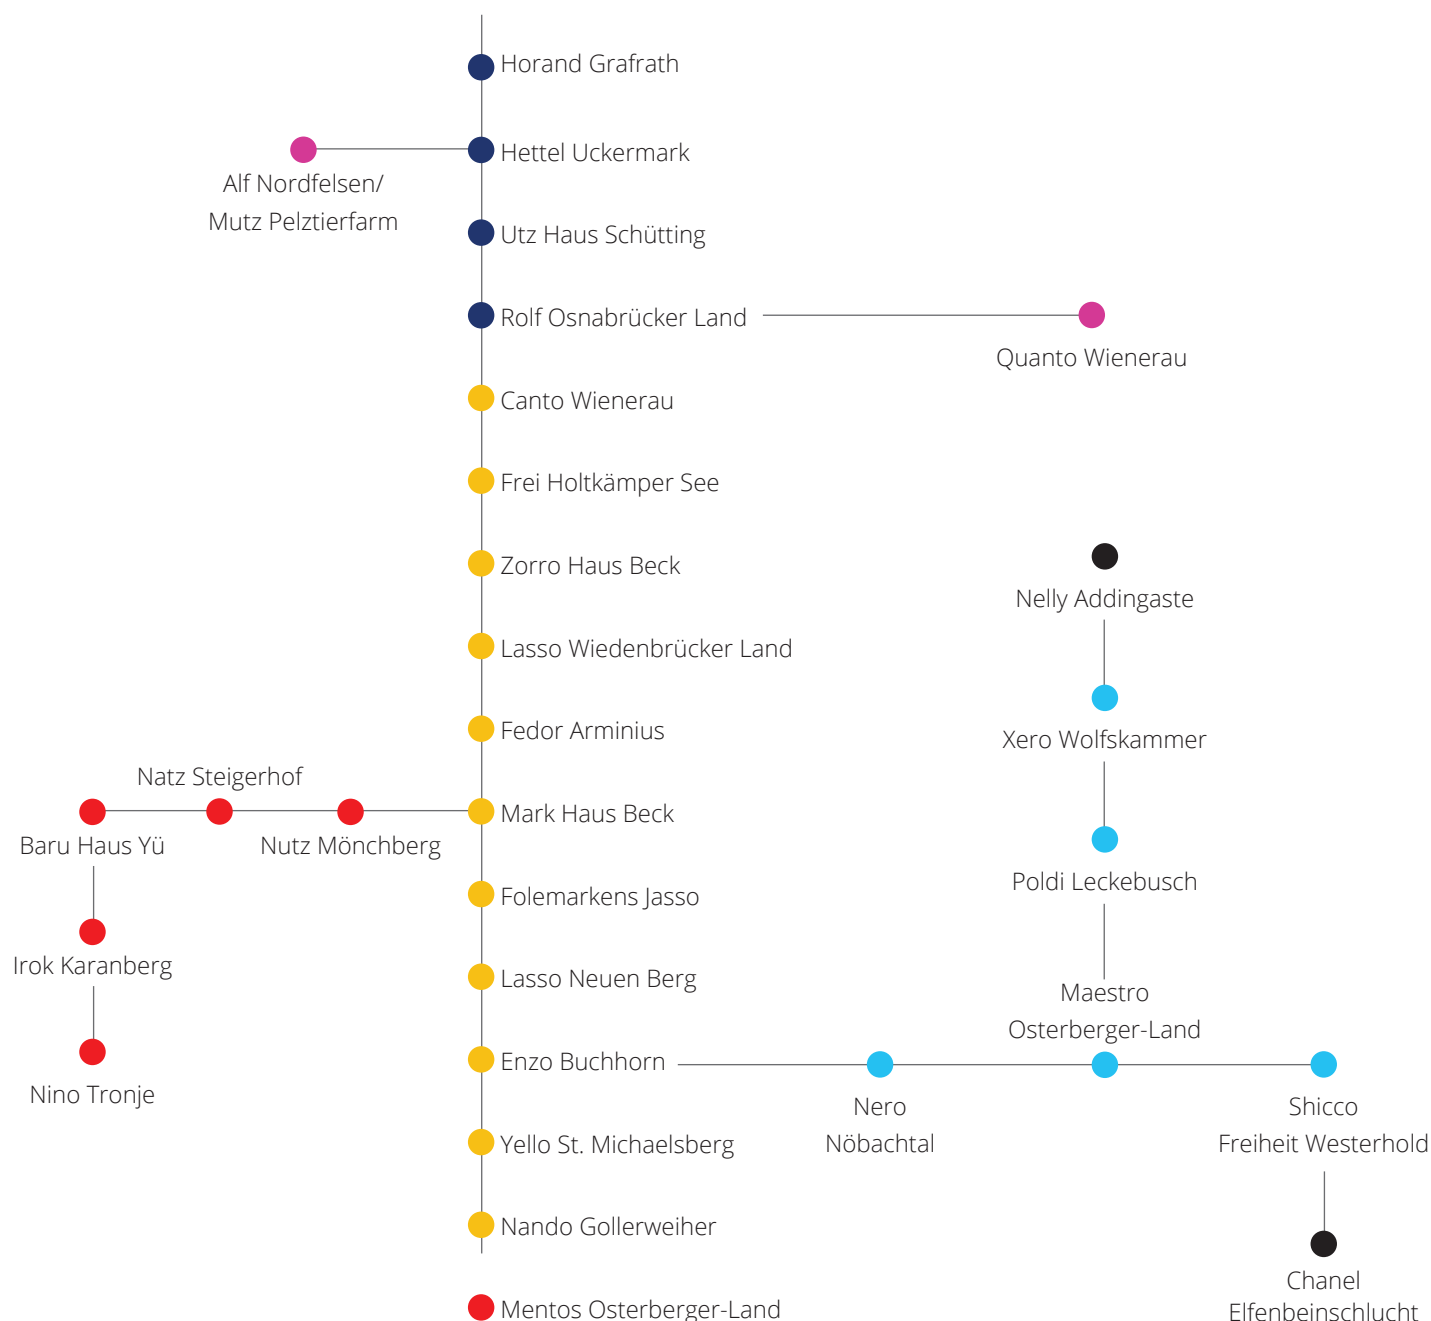 Horand Grafrath
Hettel Uckermark
Alf Nordfelsen/
Mutz Pelztierfarm
Utz Haus Schütting
Rolf Osnabrücker Land
Quanto Wienerau
Canto Wienerau
Frei Holtkämper See
Zorro Haus Beck
Nelly Addingaste
Lasso Wiedenbrücker Land
Fedor Arminius
Xero Wolfskammer
Natz Steigerhof
Mark Haus Beck
Baru Haus Yü
Nutz Mönchberg
Poldi Leckebusch
Folemarkens Jasso
Irok Karanberg
Lasso Neuen Berg
Maestro
Osterberger-Land
Enzo Buchhorn
Nino Tronje
Nero
Nöbachtal
Shicco
Freiheit Westerhold
Yello St. Michaelsberg
Nando Gollerweiher
Chanel
Elfenbeinschlucht
Mentos Osterberger-Land